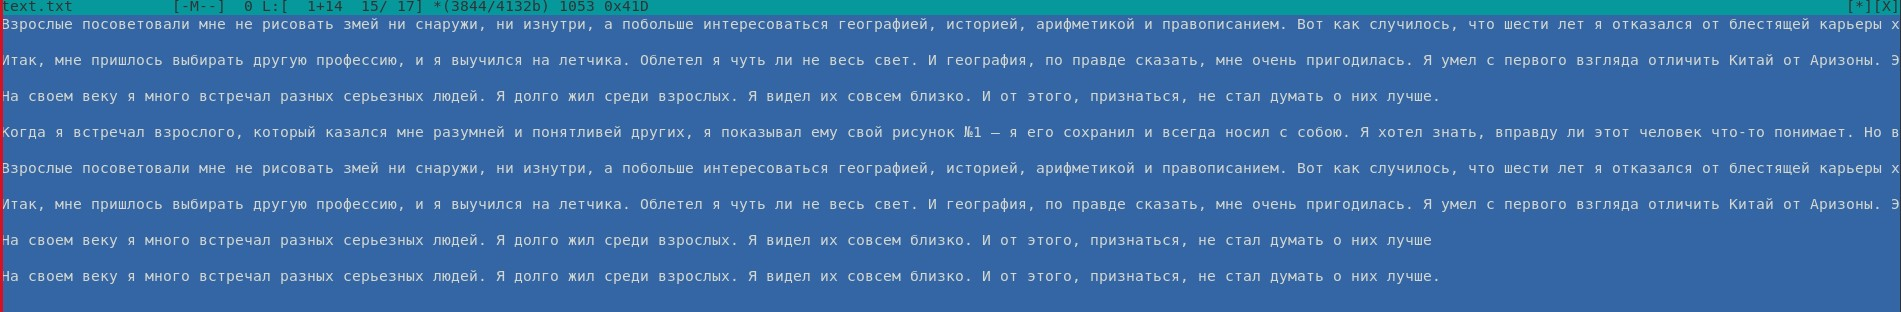 text.txt [-M--] 0 L:[ 1+14 15/ 17] *(3844/4132b) 1053 0x41D [*][X]
Взрослые посоветовали мне не рисовать змей ни снаружи, ни изнутри, а побольше интересоваться географией, историей, арифметикой и правописанием. Вот как случилось, что шести лет я отказался от блестящей карьеры х
Итак, мне пришлось выбирать другую профессию, и я выучился на летчика. Облетел я чуть ли не весь свет. И география, по правде сказать, мне очень пригодилась. Я умел с первого взгляда отличить Китай от Аризоны. Э
На своем веку я много встречал разных серьезных людей. Я долго жил среди взрослых. Я видел их совсем близко. И от этого, признаться, не стал думать о них лучше.
Когда я встречал взрослого, который казался мне разумней и понятливей других, я показывал ему свой рисунок №1 — я его сохранил и всегда носил с собою. Я хотел знать, вправду ли этот человек что-то понимает. Но в
Взрослые посоветовали мне не рисовать змей ни снаружи, ни изнутри, а побольше интересоваться географией, историей, арифметикой и правописанием. Вот как случилось, что шести лет я отказался от блестящей карьеры х
Итак, мне пришлось выбирать другую профессию, и я выучился на летчика. Облетел я чуть ли не весь свет. И география, по правде сказать, мне очень пригодилась. Я умел с первого взгляда отличить Китай от Аризоны. Э
На своем веку я много встречал разных серьезных людей. Я долго жил среди взрослых. Я видел их совсем близко. И от этого, признаться, не стал думать о них лучше
На своем веку я много встречал разных серьезных людей. Я долго жил среди взрослых. Я видел их совсем близко. И от этого, признаться, не стал думать о них лучше.